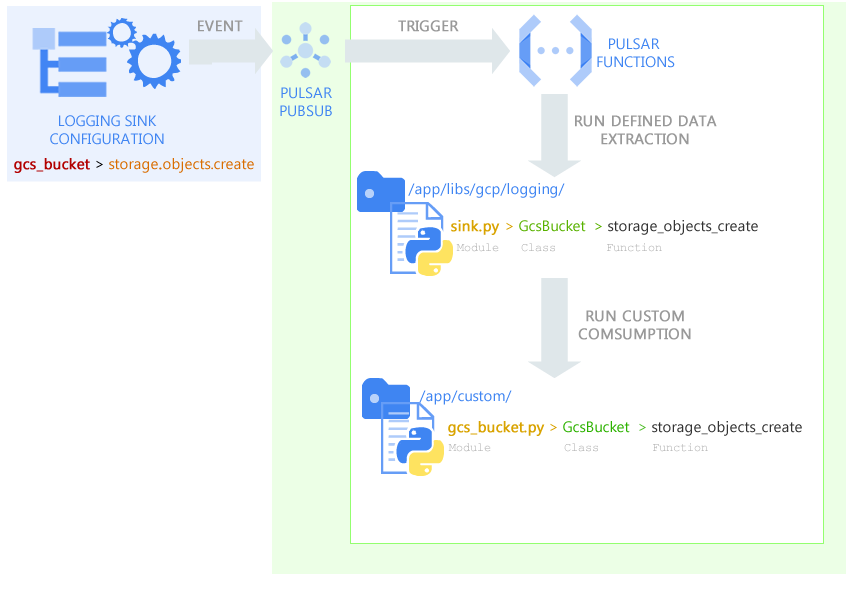 EVENT
TRIGGER
PULSAR
FUNCTIONS
PULSAR
PUBSUB
LOGGING SINK
CONFIGURATION
gcs_bucket > storage.objects.create
RUN DEFINED DATA
EXTRACTION
/app/libs/gcp/logging/
sink.py > GcsBucket > storage_objects_create
Module Class Function
RUN CUSTOM
COMSUMPTION
/app/custom/
gcs_bucket.py > GcsBucket > storage_objects_create
Module Class Function